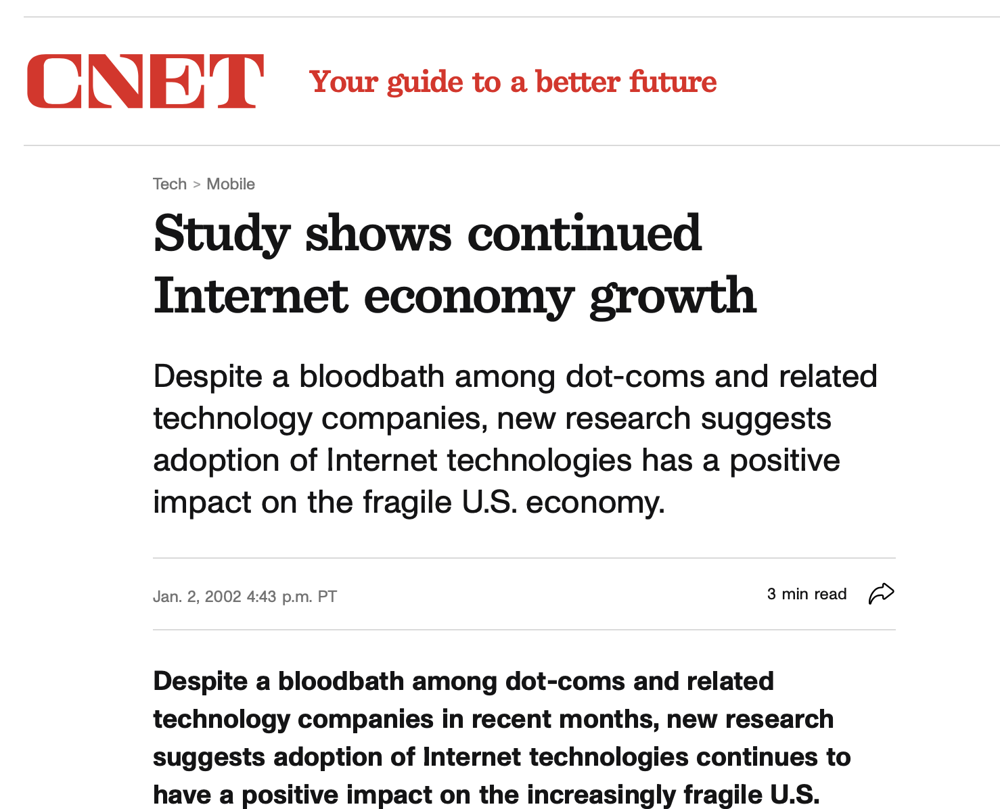 CNET
Your guide to a better future
Tech > Mobile
Study shows continued
Internet economy growth
Despite a bloodbath among dot-coms and related
technology companies, new research suggests
adoption of Internet technologies has a positive
impact on the fragile U.S. economy.
Jan. 2, 2002 4:43 p.m. PT
3 min read
Despite a bloodbath among dot-coms and related
technology companies in recent months, new research
suggests adoption of Internet technologies continues to
have a positive impact on the increasingly fragile U.S.